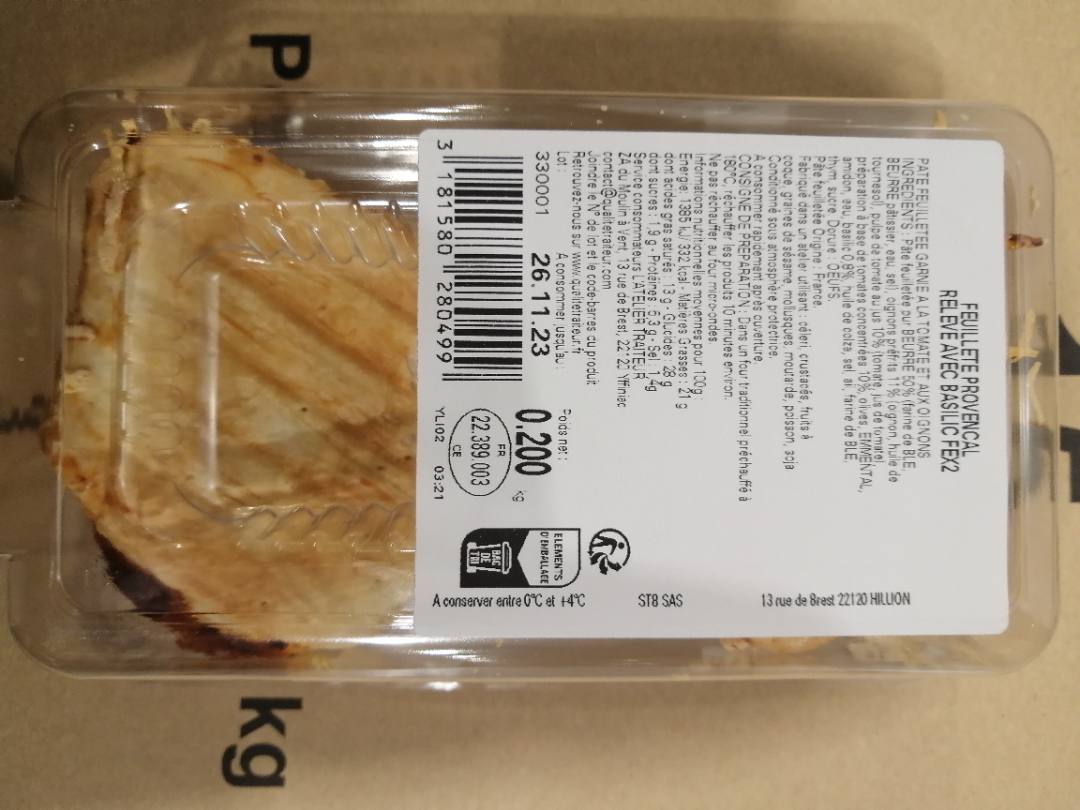 FEUILLETE PROVENCAL
RELEVE AVEC BASILIC FEX2
PATE FEUILLETEE GARNIE A LA TOMATE ET AUX OIGNONS
INGREDIENTS : Pâte feuilletée pur BEURRE 50% (farine de BLE,
BEURRE pâtissier, eau, sel), oignons préfrits 11% (oignon, huile de
tournesol), pulpe de tomate au jus 10% (tomate, jus de tomate)
préparation à base de tomates concentrées 10%, olives, EMMENTAL,
amidon, eau, basilic 0.8%, huile de colza, sel, ail, farine de BLE,
thym, sucre. Dorure : OEUFS.
Pâte feuilletée Origine : France.
Fabriqué dans un atelier utilisant : céleri, crustacés, fruits à
coque, graines de sésame, mollusques, moutarde, poisson, soja
Conditionné sous atmosphère protectrice.
A consommer rapidement après ouverture.
CONSIGNE DE PREPARATION : Dans un four traditionnel préchauffé à
180°C, réchauffer les produits 10 minutes environ.
Ne pas réchauffer au four micro-ondes.
Informations nutritionnelles moyennes pour 100g :
Energie: 1385 kJ/ 332 kcal - Matières Grasses : 21 g
dont acides gras saturés : 13 g - Glucides : 28 g
dont sucres : 1.9 g - Protéines : 6.3 g - Sel : 1.4g
Service consommateurs L'ATELIER TRAITEUR
ZA du Moulin à Vent, 13 rue de Brest, 22120 Yffiniac
contact@qualitetraiteur.com
Joindre le N° de lot et le code-barres du produit
Retrouvez-nous sur www.qualitetraiteur.fr
Lot :
A consommer jusqu'au :
Poids net :
330001
26.11.23
0.200 kg
3 181580 280499
FR
22.389.003
CE
YLI02 03:21
ELEMENTS
D'EMBALLAGE
BAC
DE
TRI
13 rue de Brest 22120 HILLION
ST8 SAS
A conserver entre 0°C et +4°C
P
kg